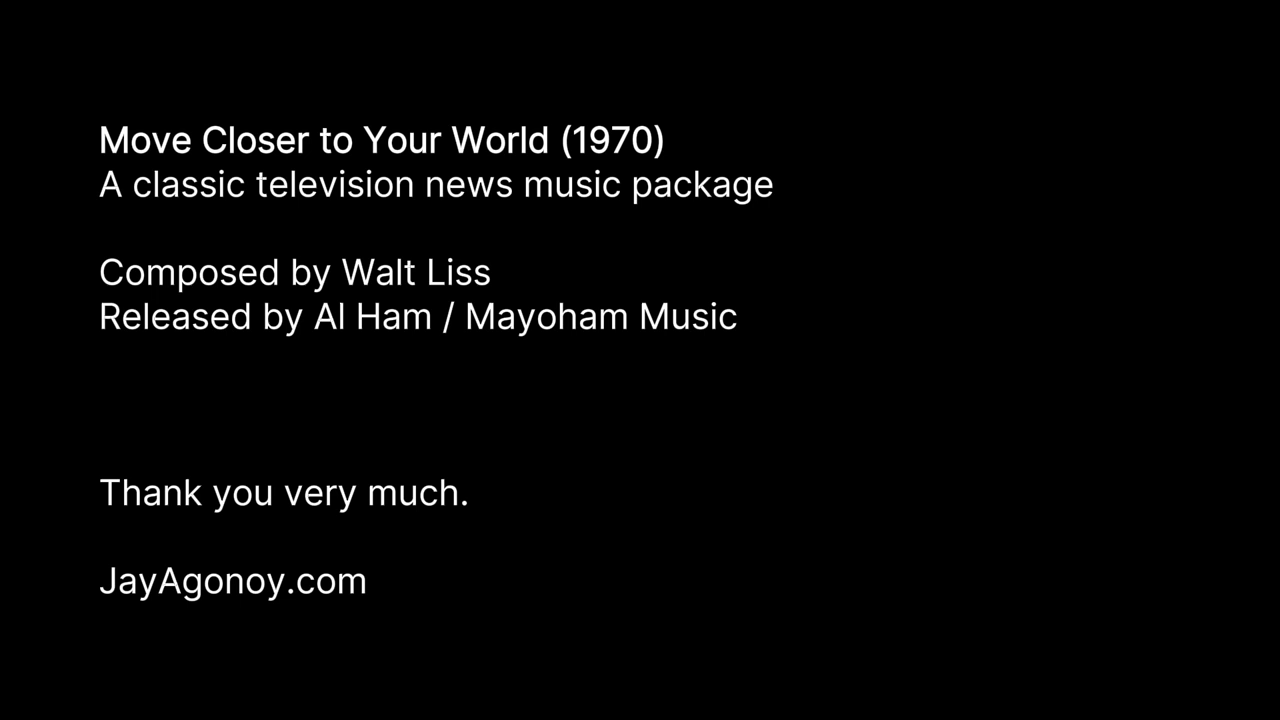 Move Closer to Your World (1970)
A classic television news music package
Composed by Walt Liss
Released by Al Ham / Mayoham Music
Thank you very much.
JayAgonoy.com